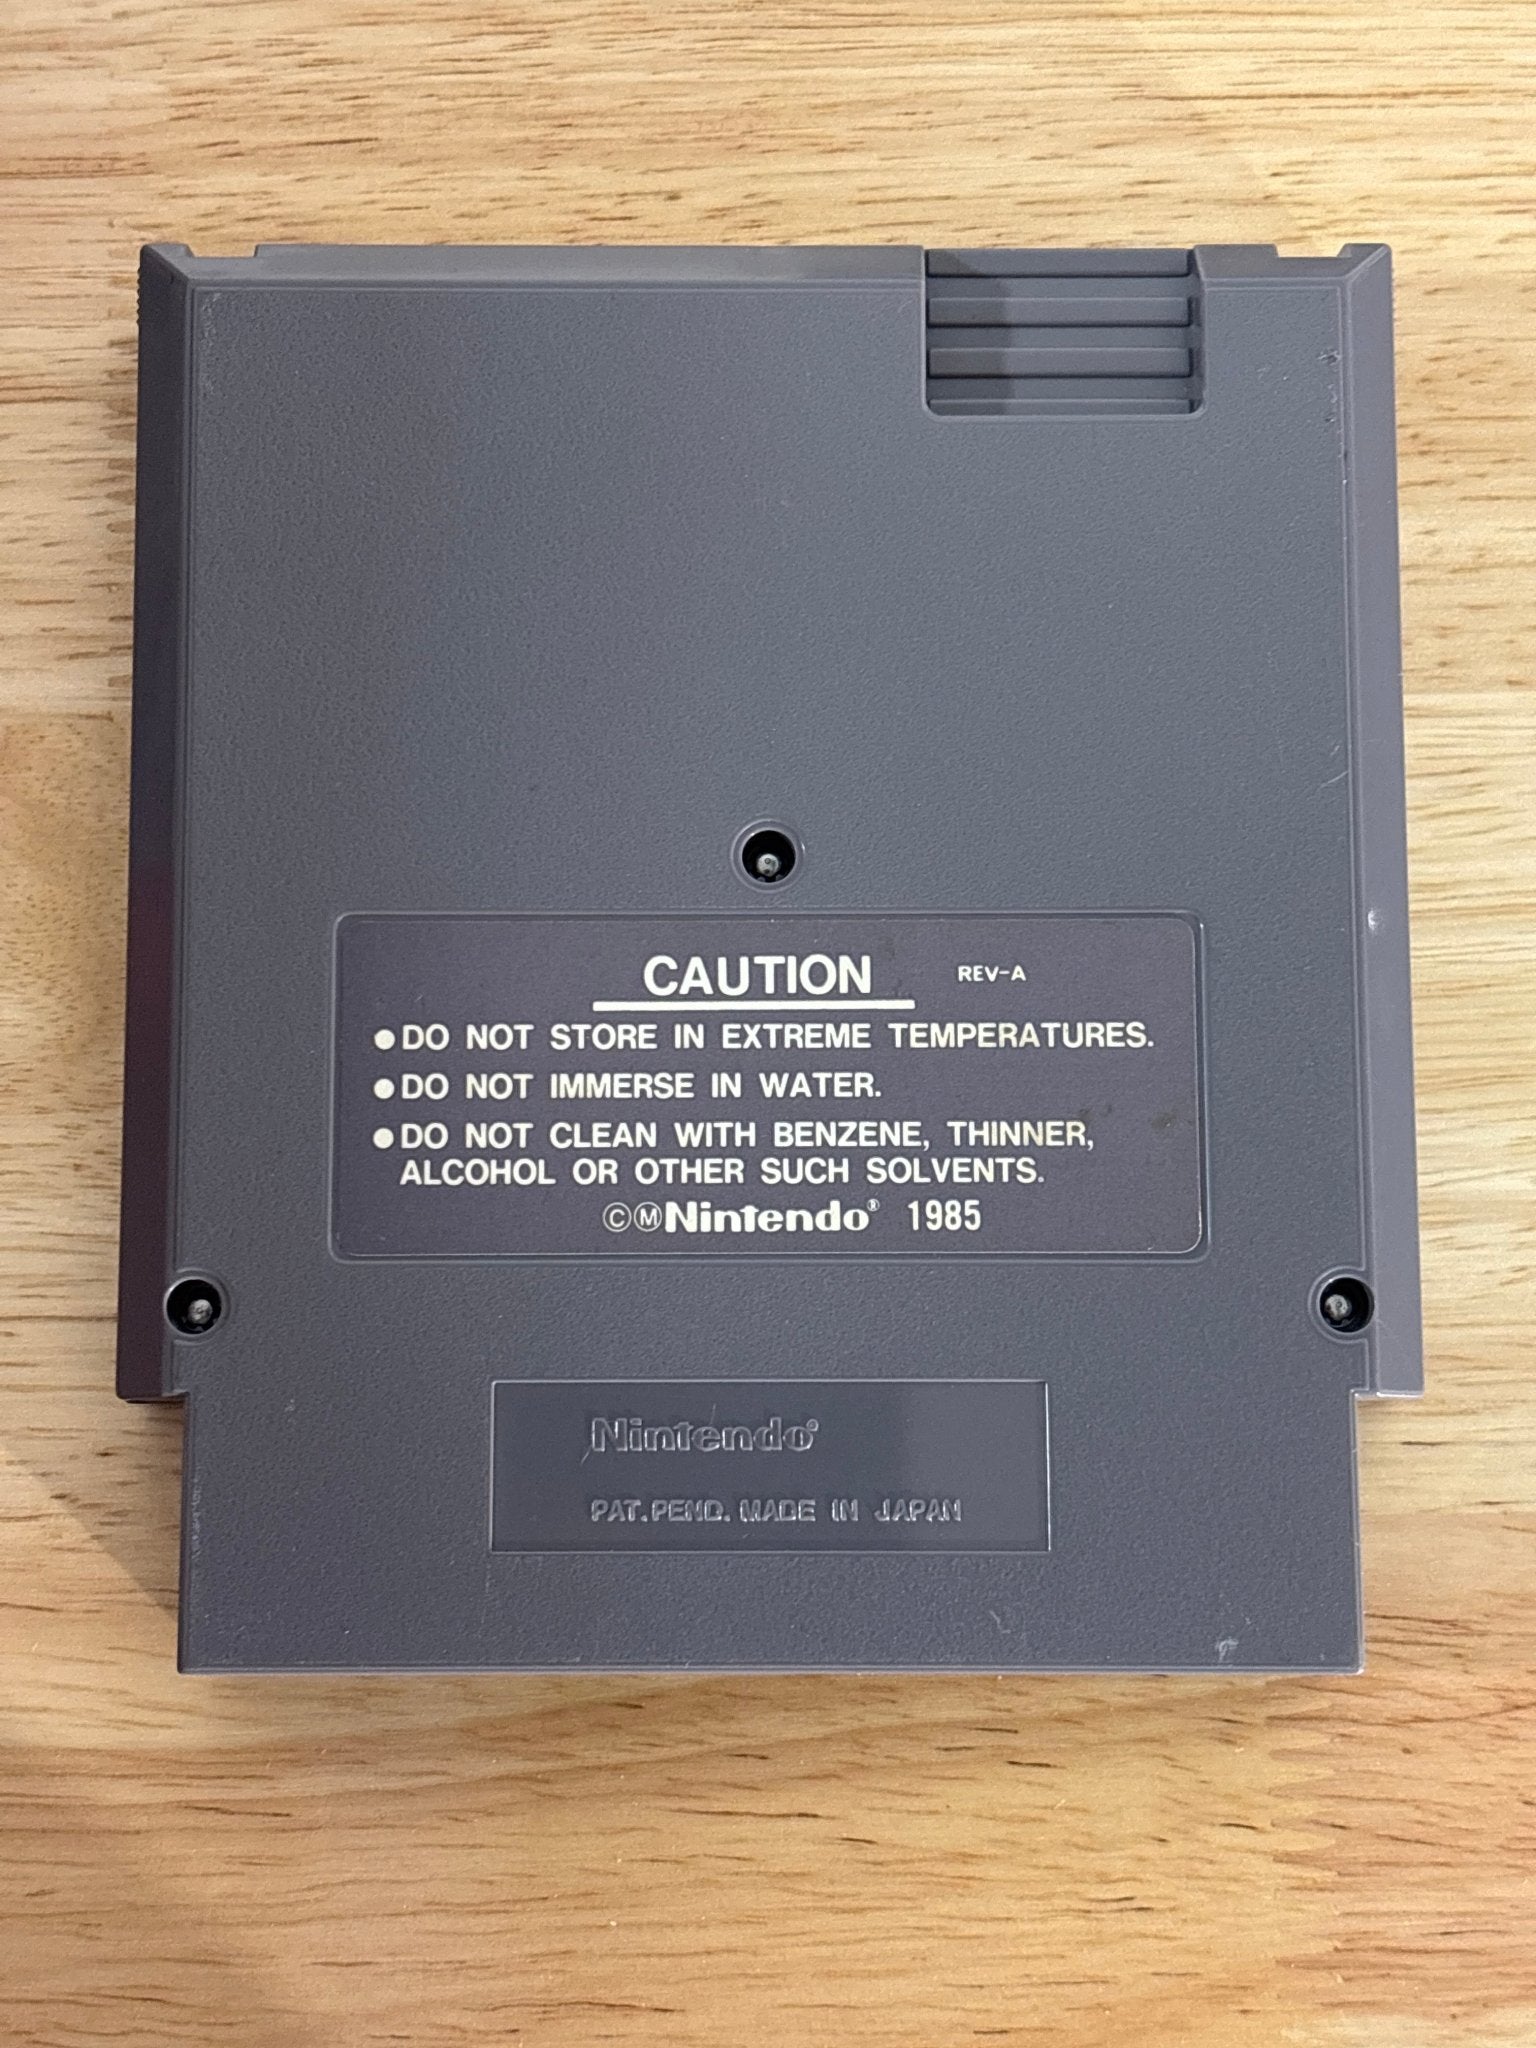 CAUTION REV-A
●DO NOT STORE IN EXTREME TEMPERATURES.
●DO NOT IMMERSE IN WATER.
●DO NOT CLEAN WITH BENZENE, THINNER,
ALCOHOL OR OTHER SUCH SOLVENTS.
ⒸⓂNintendo® 1985
Nintendo®
PAT.PEND. MADE IN JAPAN